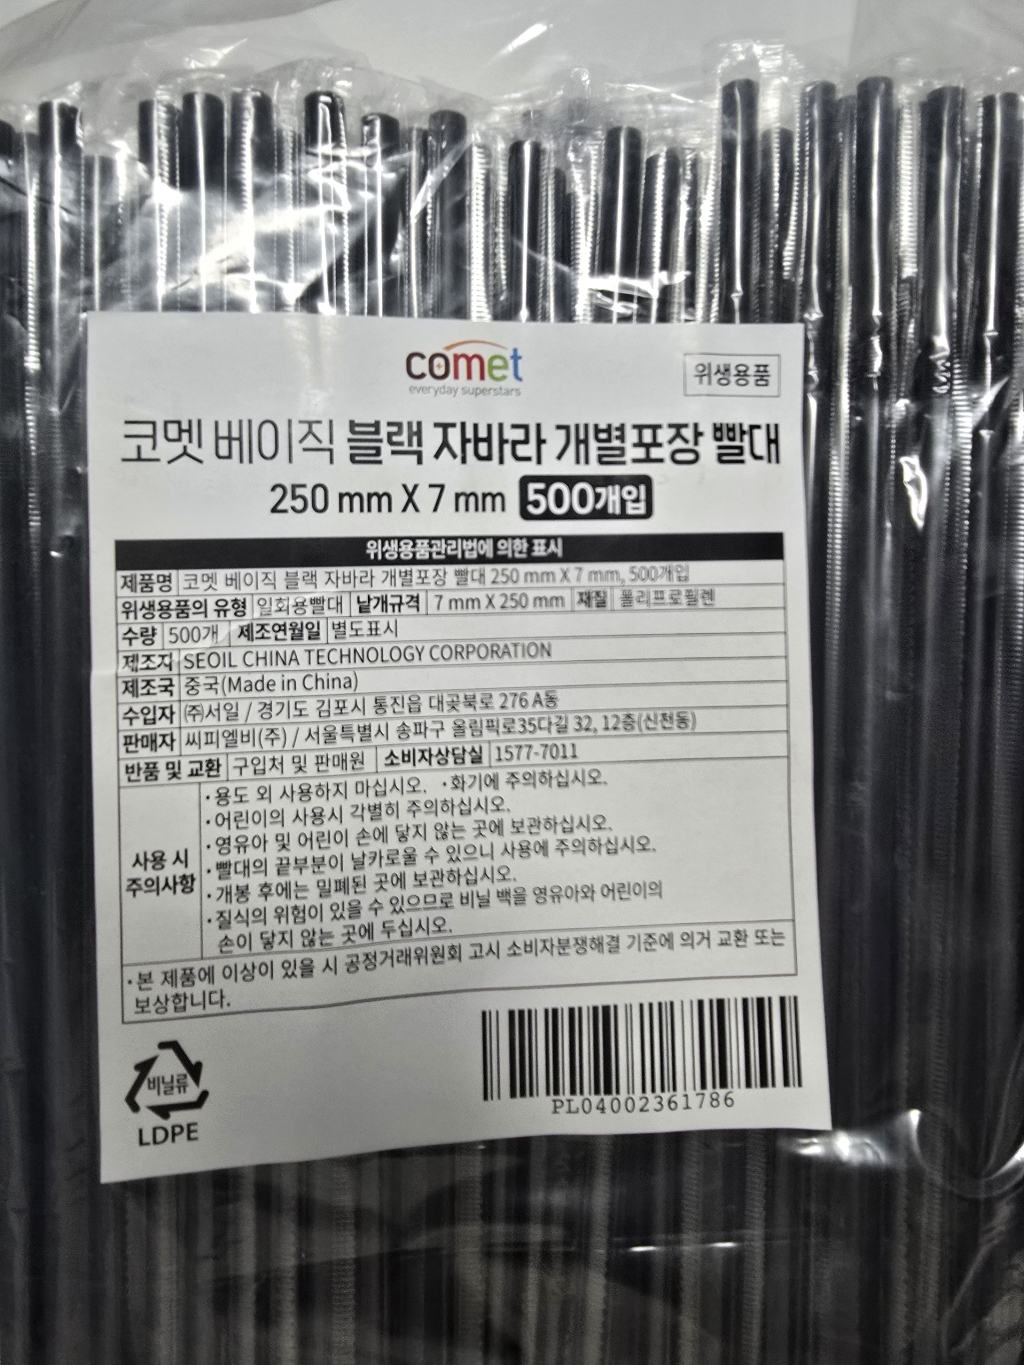 comet
everyday superstars
위생용품
코멧 베이직 블랙 자바라 개별포장 빨대
250 mm X 7 mm 500개입
위생용품관리법에 의한 표시
제품명 코멧 베이직 블랙 자바라 개별포장 빨대 250 mm X 7 mm, 500개입
위생용품의 유형 일회용빨대 낱개규격 7 mm X 250 mm 재질 폴리프로필렌
수량 500개 제조연월일 별도표시
제조자 SEOIL CHINA TECHNOLOGY CORPORATION
제조국 중국(Made in China)
수입자 ㈜서일 / 경기도 김포시 통진읍 대곶북로 276 A동
판매자 씨피엘비(주) / 서울특별시 송파구 올림픽로35다길 32, 12층(신천동)
반품 및 교환 구입처 및 판매원 소비자상담실 1577-7011
사용 시 주의사항
·용도 외 사용하지 마십시오. ·화기에 주의하십시오.
·어린이의 사용시 각별히 주의하십시오.
·영유아 및 어린이 손에 닿지 않는 곳에 보관하십시오.
·빨대의 끝부분이 날카로울 수 있으니 사용에 주의하십시오.
·개봉 후에는 밀폐된 곳에 보관하십시오.
·질식의 위험이 있을 수 있으므로 비닐 백을 영유아와 어린이의
손이 닿지 않는 곳에 두십시오.
·본 제품에 이상이 있을 시 공정거래위원회 고시 소비자분쟁해결 기준에 의거 교환 또는
보상합니다.
비닐류
LDPE
PL04002361786